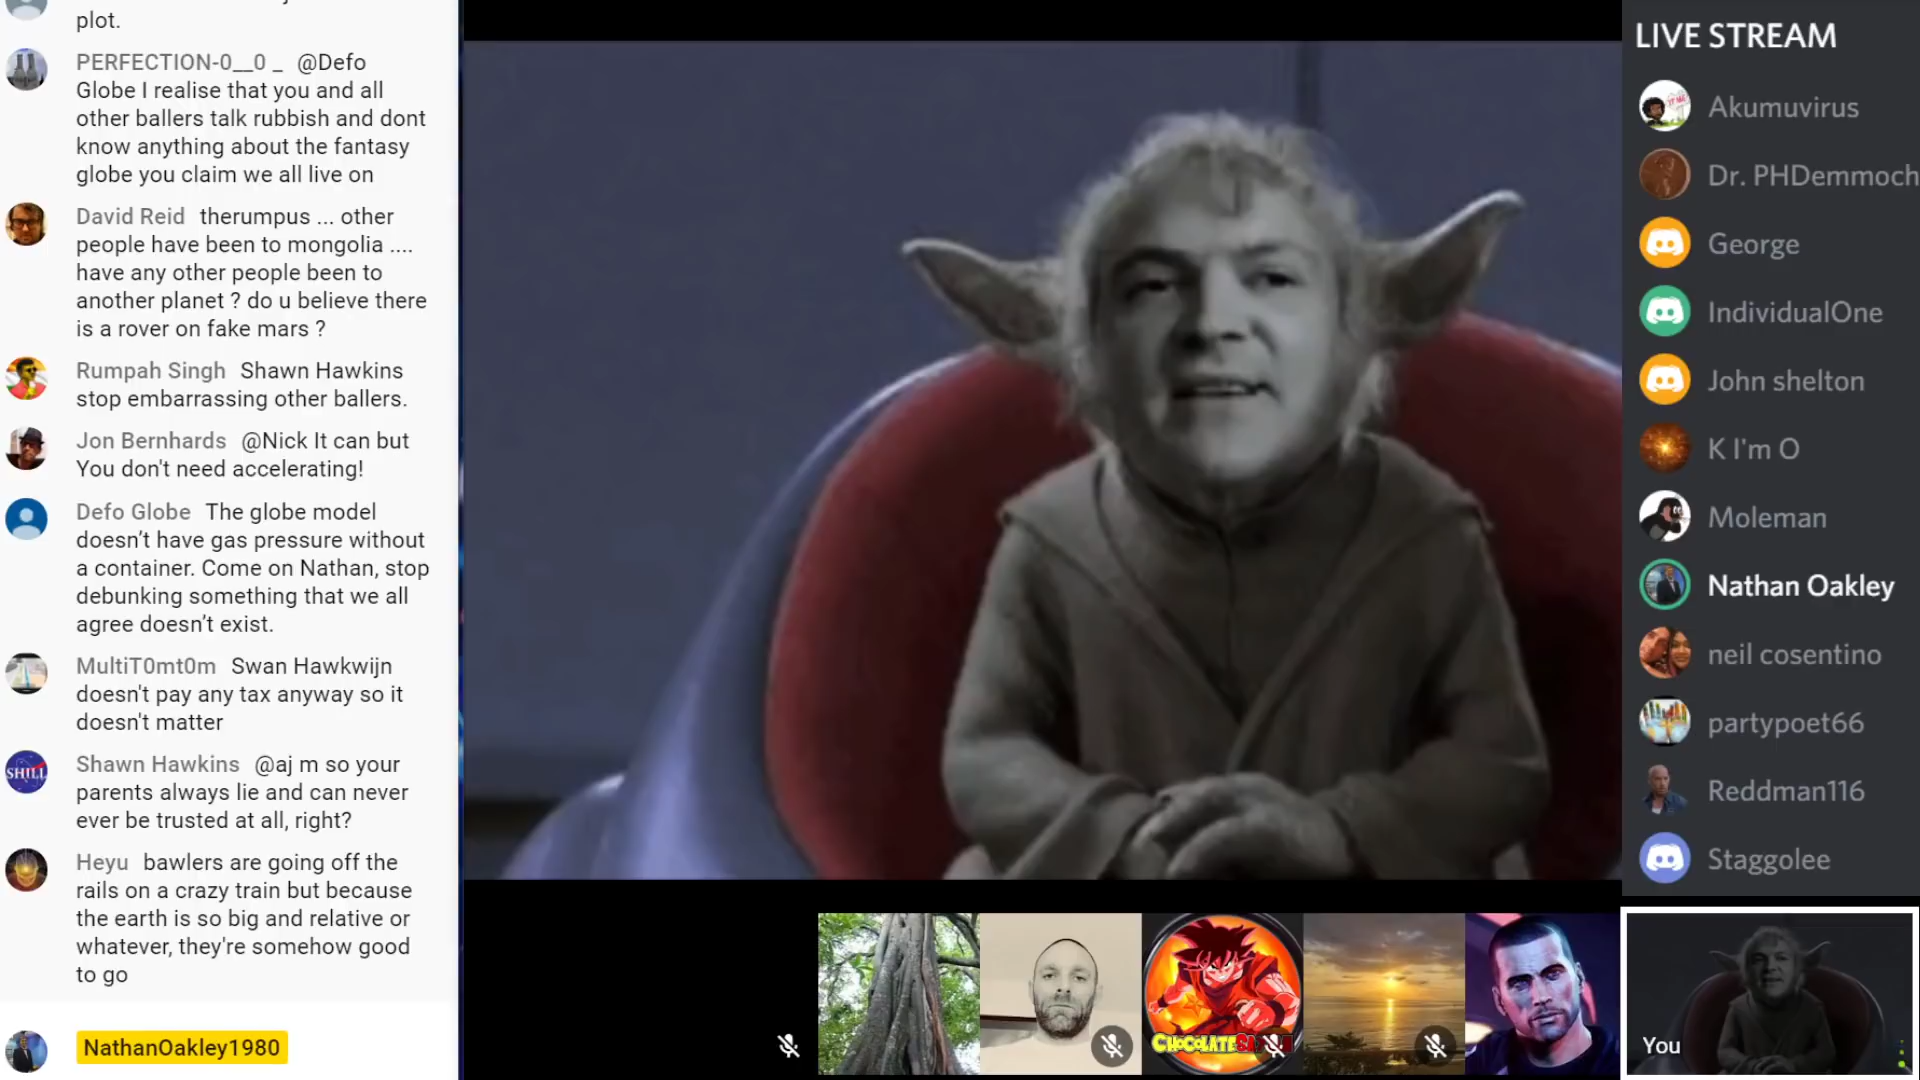 plot.
PERFECTION-0__0 _ @Defo
Globe I realise that you and all
other ballers talk rubbish and dont
know anything about the fantasy
globe you claim we all live on
David Reid therumpus ... other
people have been to mongolia ....
have any other people been to
another planet ? do u believe there
is a rover on fake mars ?
Rumpah Singh Shawn Hawkins
stop embarrassing other ballers.
Jon Bernhards @Nick It can but
You don't need accelerating!
Defo Globe The globe model
doesn’t have gas pressure without
a container. Come on Nathan, stop
debunking something that we all
agree doesn’t exist.
MultiT0mt0m Swan Hawkwijn
doesn't pay any tax anyway so it
doesn't matter
SHILL
Shawn Hawkins @aj m so your
parents always lie and can never
ever be trusted at all, right?
Heyu bawlers are going off the
rails on a crazy train but because
the earth is so big and relative or
whatever, they're somehow good
to go
NathanOakley1980
LIVE STREAM
Akumuvirus
Dr. PHDemmoch
George
IndividualOne
John shelton
K I'm O
Moleman
Nathan Oakley
neil cosentino
partypoet66
Reddman116
Staggolee
You